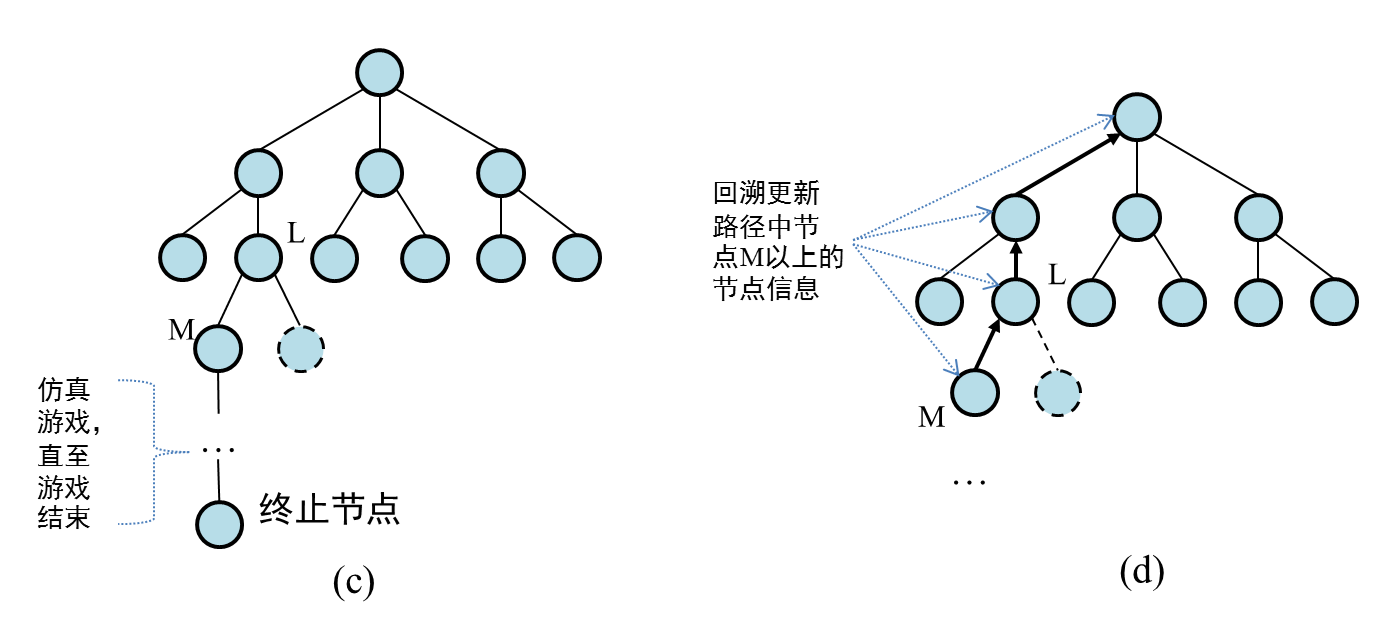 L
M
仿真
游戏，
直至
游戏
结束
…
终止节点
(c)
回溯更新
路径中节
点M以上的
节点信息
L
M
…
(d)